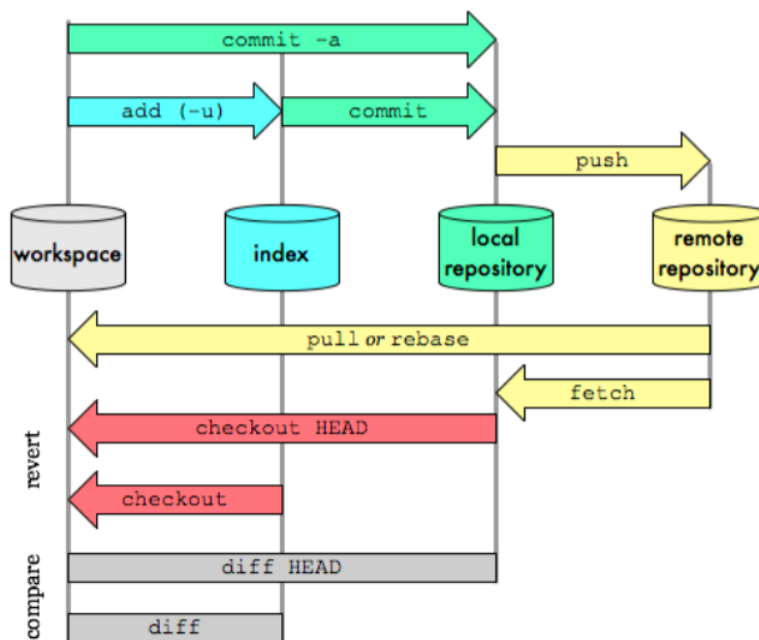 commit -a
add (-u)
commit
push
workspace
index
local
repository
remote
repository
pull or rebase
fetch
revert
checkout HEAD
checkout
compare
diff HEAD
diff